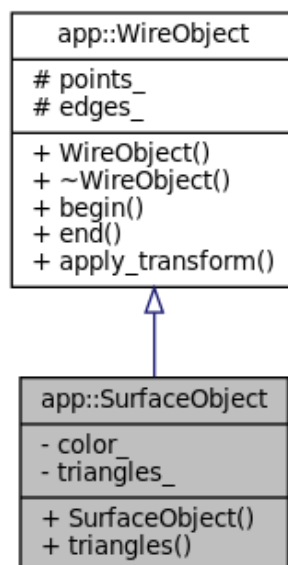 app::WireObject
# points_
# edges_
+ WireObject()
+ ~WireObject()
+ begin()
+ end()
+ apply_transform()
app::SurfaceObject
- color_
- triangles_
+ SurfaceObject()
+ triangles()